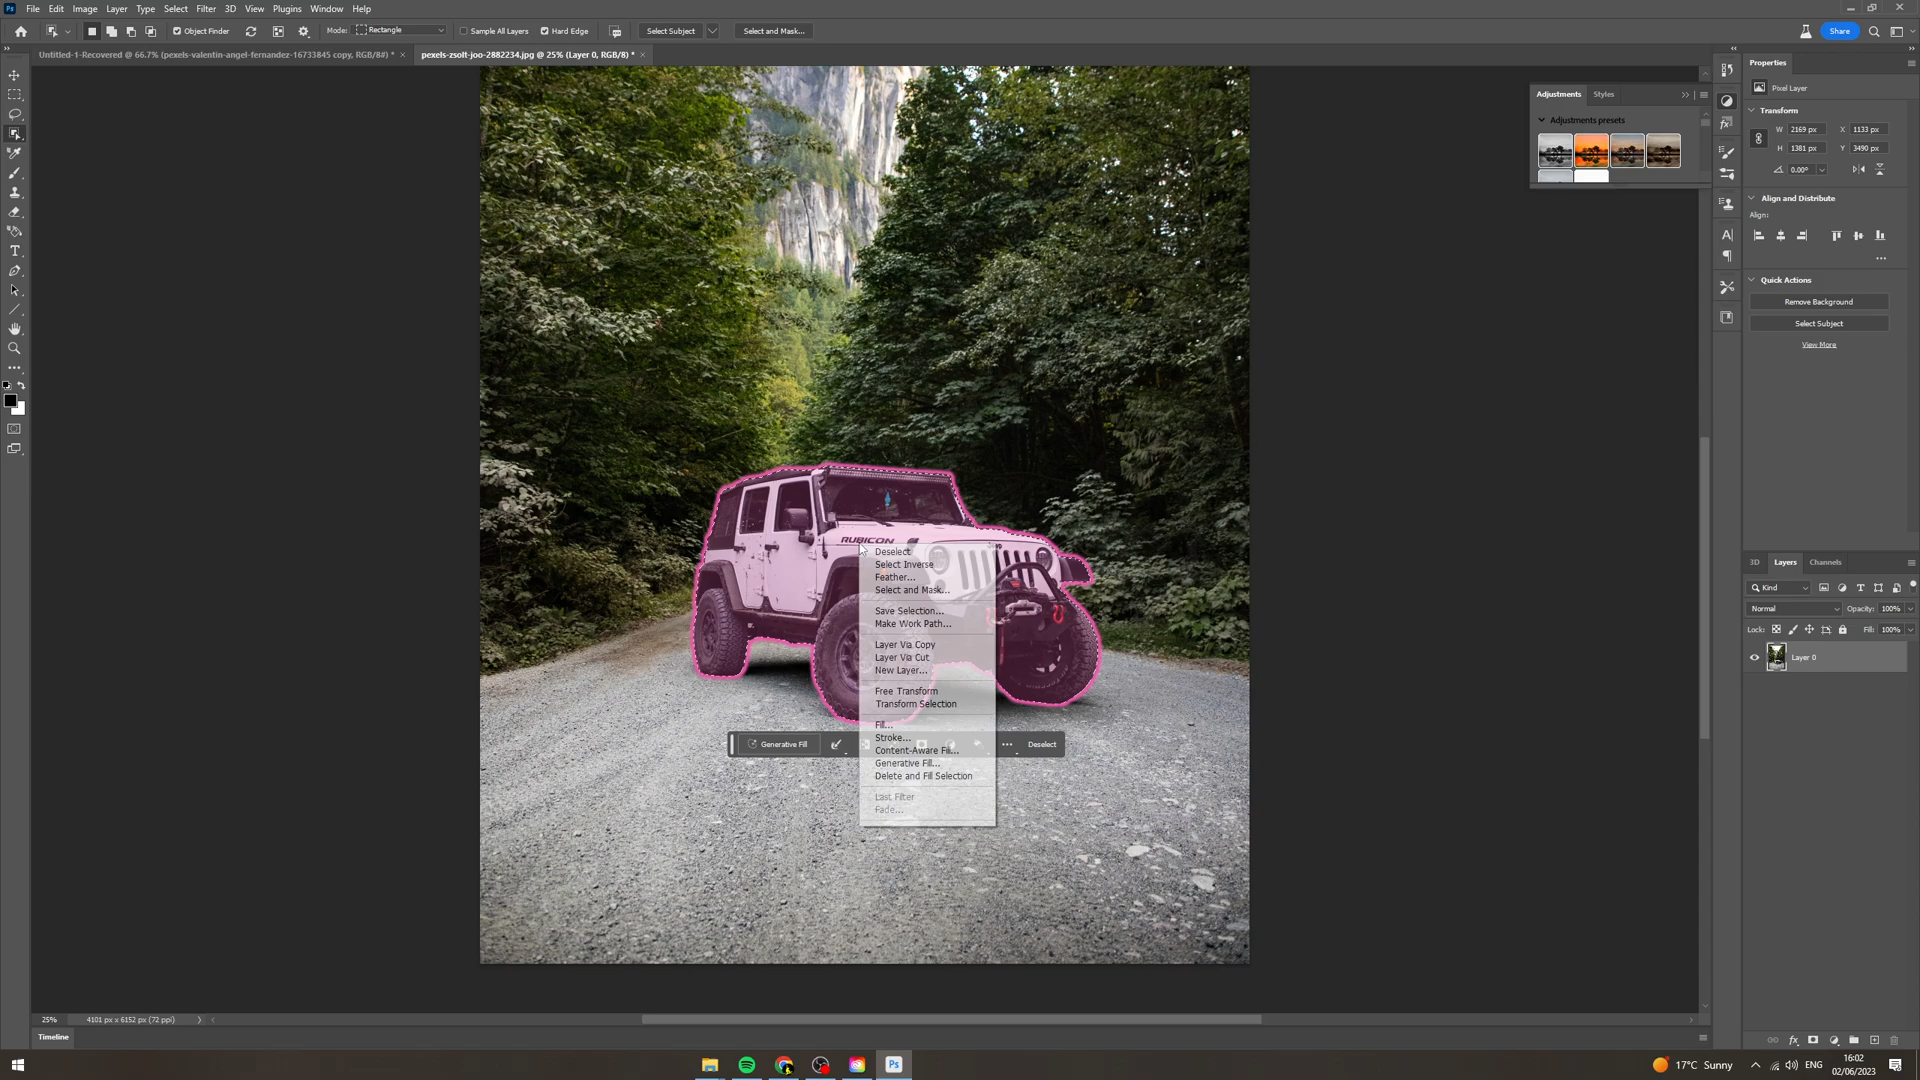 File Edit Image Layer Type Select Filter 3D View Plugins Window Help
Object Finder Mode: Rectangle Sample All Layers Hard Edge Select Subject Select and Mask... Share
Untitled-1-Recovered @ 66.7% (pexels-valentin-angel-fernandez-16733845 copy, RGB/8#) * × pexels-zsolt-joo-2882234.jpg @ 25% (Layer 0, RGB/8) * ×
Adjustments Styles
Adjustments presets
Properties
Pixel Layer
Transform
W 2169 px X 1133 px
H 1381 px Y 3490 px
0.00°
Align and Distribute
Align:
Quick Actions
Remove Background
Select Subject
View More
RUBICON
Jeep
Deselect
Select Inverse
Feather...
Select and Mask...
Save Selection...
Make Work Path...
Layer Via Copy
Layer Via Cut
New Layer...
Free Transform
Transform Selection
Fill...
Stroke...
Content-Aware Fill...
Generative Fill...
Delete and Fill Selection
Last Filter
Fade...
Generative Fill Deselect
3D Layers Channels
Kind
Normal Opacity: 100%
Lock: Fill: 100%
Layer 0
25% 4101 px x 6152 px (72 ppi)
Timeline
17°C Sunny ENG 16:02
02/06/2023